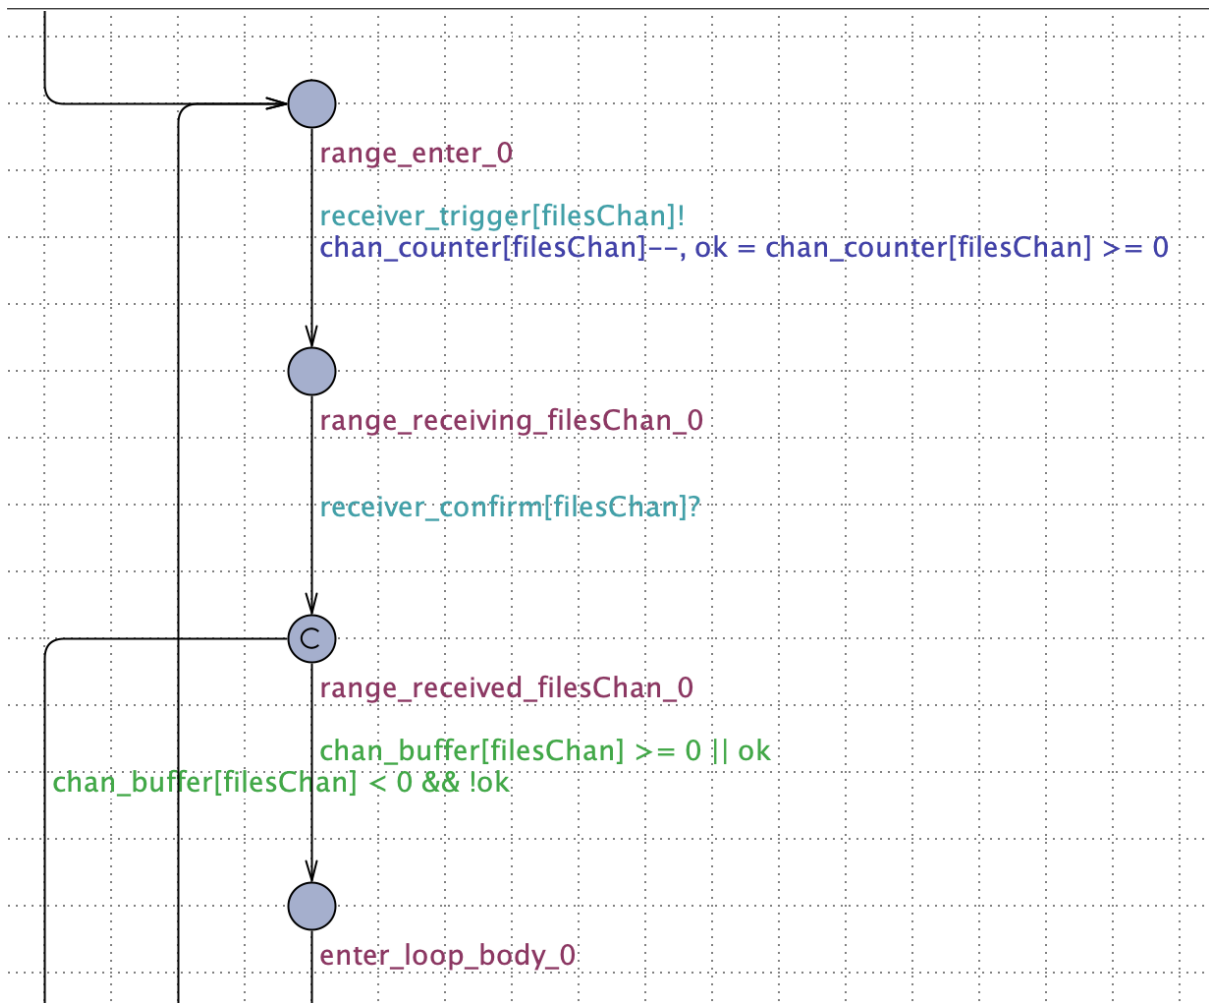 range_enter_0
receiver_trigger[filesChan]!
chan_counter[filesChan]--, ok = chan_counter[filesChan] >= 0
range_receiving_filesChan_0
receiver_confirm[filesChan]?
C
range_received_filesChan_0
chan_buffer[filesChan] >= 0 || ok
chan_buffer[filesChan] < 0 && !ok
enter_loop_body_0